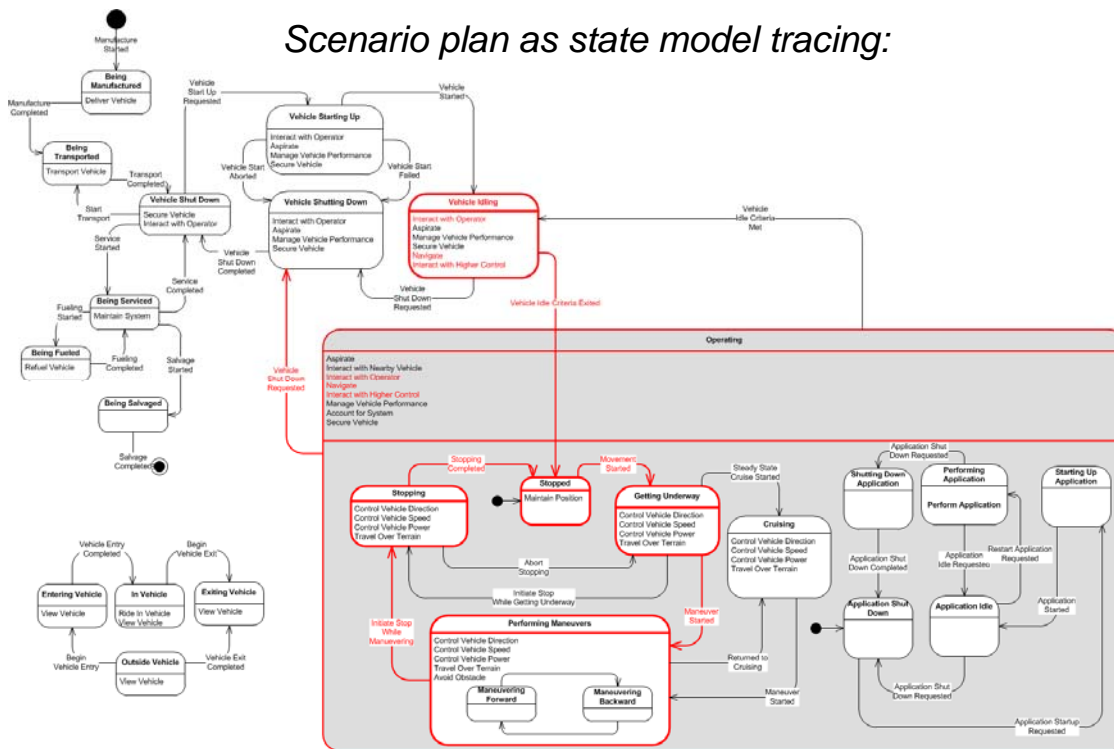 Scenario plan as state model tracing:
Manufacture
Started
Being
Manufactured
Deliver Vehicle
Manufacture
Completed
Being
Transported
Transport Vehicle
Transport
Completed
Start
Transport
Vehicle
Start Up
Requested
Vehicle Shut Down
Secure Vehicle
Interact with Operator
Service
Started
Service
Completed
Vehicle
Shut Down
Completed
Being Serviced
Maintain System
Fueling
Started
Being Fueled
Refuel Vehicle
Fueling
Completed
Salvage
Started
Being Salvaged
Salvage
Completed
Vehicle Starting Up
Interact with Operator
Aspirate
Manage Vehicle Performance
Secure Vehicle
Vehicle
Started
Vehicle Start
Aborted
Vehicle Start
Failed
Vehicle Shutting Down
Interact with Operator
Aspirate
Manage Vehicle Performance
Secure Vehicle
Vehicle Idling
Interact with Operator
Aspirate
Manage Vehicle Performance
Secure Vehicle
Navigate
Interact with Higher Control
Vehicle
Shut Down
Requested
Vehicle
Idle Criteria
Met
Vehicle Idle Criteria Exited
Vehicle
Shut Down
Requested
Operating
Aspirate
Interact with Nearby Vehicle
Interact with Operator
Navigate
Interact with Higher Control
Manage Vehicle Performance
Account for System
Secure Vehicle
Stopping
Completed
Movement
Started
Steady State
Cruise Started
Stopping
Control Vehicle Direction
Control Vehicle Speed
Control Vehicle Power
Travel Over Terrain
Stopped
Maintain Position
Getting Underway
Control Vehicle Direction
Control Vehicle Speed
Control Vehicle Power
Travel Over Terrain
Cruising
Control Vehicle Direction
Control Vehicle Speed
Control Vehicle Power
Travel Over Terrain
Abort
Stopping
Initiate Stop
While Getting Underway
Initiate Stop
While
Manuevering
Maneuver
Started
Performing Maneuvers
Control Vehicle Direction
Control Vehicle Speed
Control Vehicle Power
Travel Over Terrain
Avoid Obstacle
Maneuvering
Forward
Maneuvering
Backward
Returned to
Cruising
Maneuver
Started
Application Shut
Down Requested
Shutting Down
Application
Performing
Application
Perform Application
Starting Up
Application
Application Shut
Down Completed
Application
Idle Requested
Restart Application
Requested
Application
Started
Application Shut
Down
Application Idle
Application Shut
Down Requested
Application Startup
Requested
Vehicle Entry
Completed
Begin
Vehicle Exit
Entering Vehicle
View Vehicle
In Vehicle
Ride In Vehicle
View Vehicle
Exiting Vehicle
View Vehicle
Begin
Vehicle Entry
Outside Vehicle
View Vehicle
Vehicle Exit
Completed